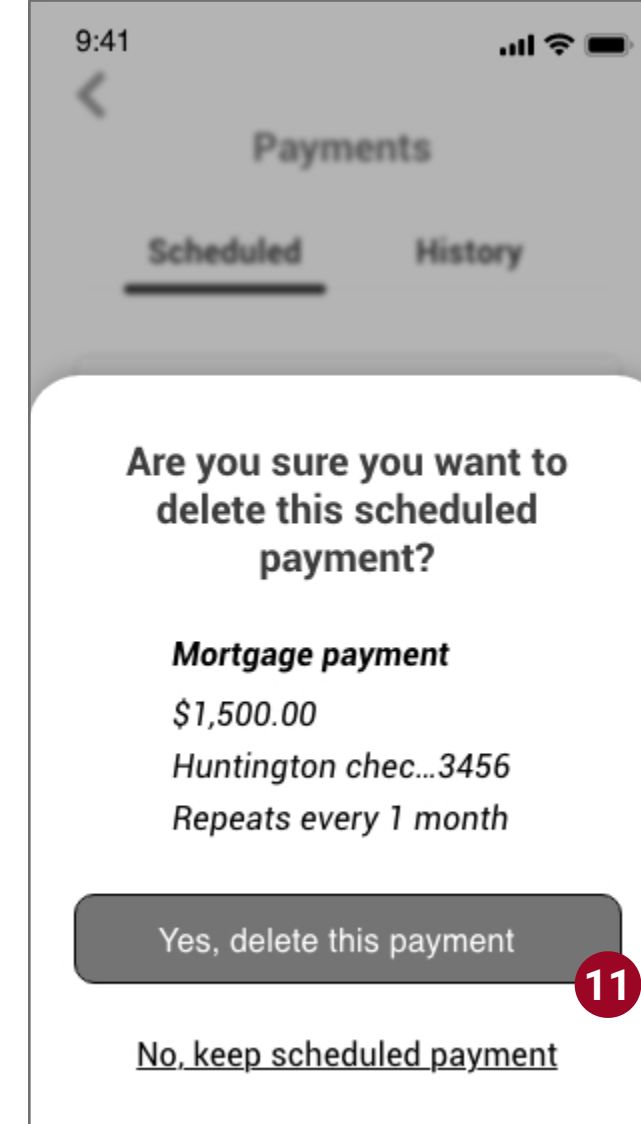 9:41
Payments
Scheduled History
Are you sure you want to
delete this scheduled
payment?
Mortgage payment
$1,500.00
Huntington chec...3456
Repeats every 1 month
Yes, delete this payment
11
No, keep scheduled payment